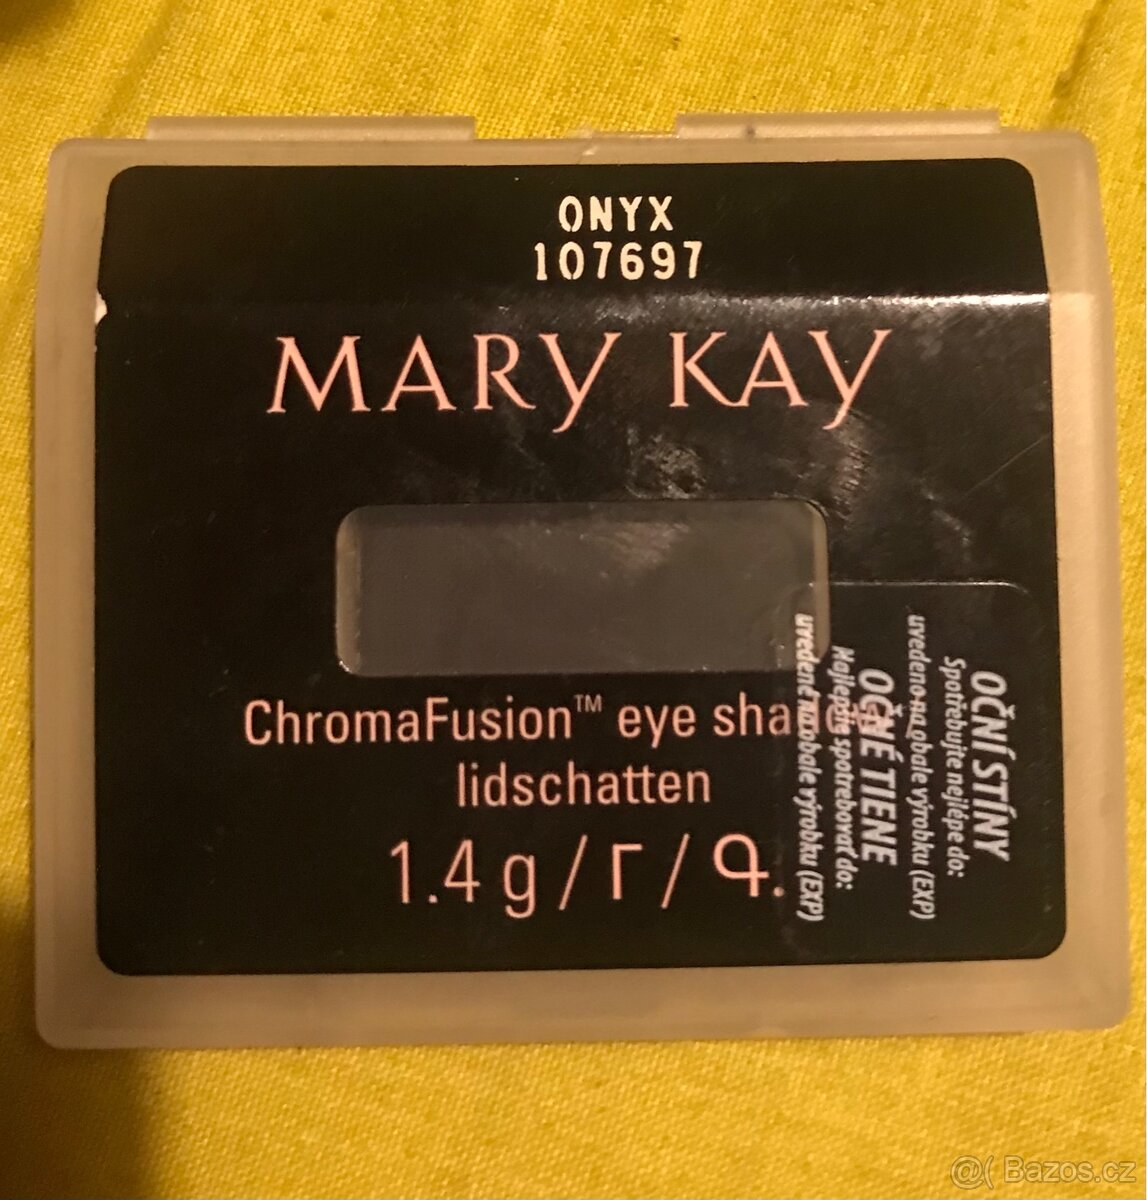 ONYX
107697
MARY KAY
ChromaFusion™ eye shadow
lidschatten
1.4 g / Г / Գ.
OČNÍ STÍNY
Spotřebujte nejlépe do:
uvedeno na obale výrobku (EXP)
OČNÉ TIENE
Najlepšie spotrebovať do:
uvedené na obale výrobku (EXP)
@( Bazos.cz